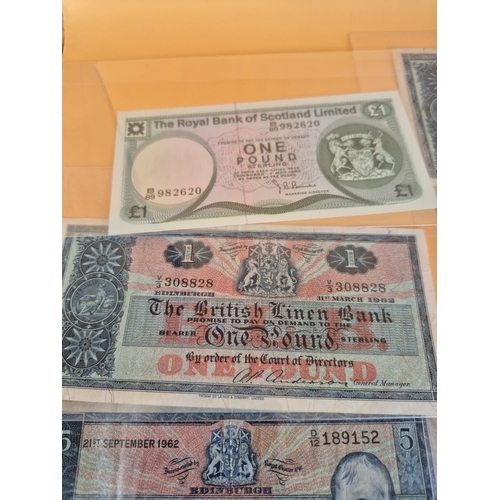 The Royal Bank of Scotland Limited £1
B/89 982620
ONE
POUND
STERLING
B/89 982620
£1 £1
1 1
V/3 308828 V/3 308828
EDINBURGH 31st MARCH 1962
The British Linen Bank
PROMISE TO PAY ON DEMAND TO THE
BEARER One Pound STERLING
By order of the Court of Directors
ONE POUND
General Manager.
5 21ST SEPTEMBER 1962 D/12 189152 5
EDINBURGH